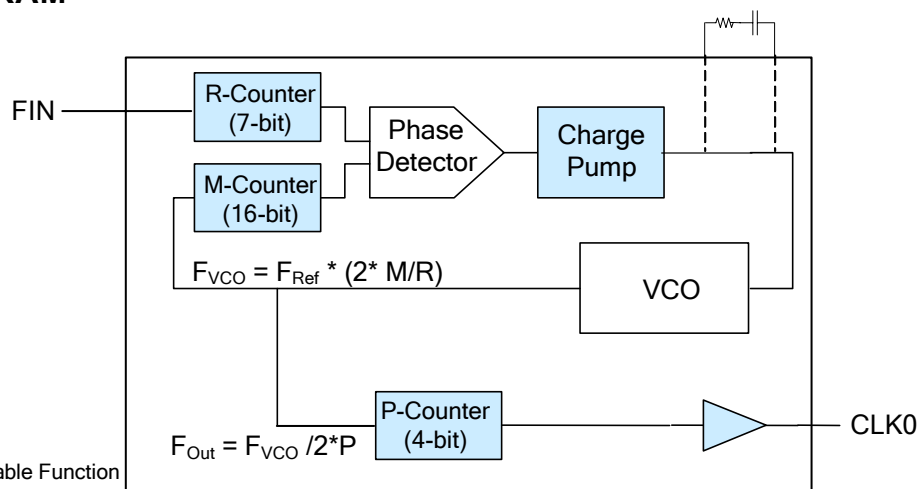 FIN
R-Counter
(7-bit)
M-Counter
(16-bit)
Phase
Detector
Charge
Pump
F_VCO = F_Ref * (2* M/R)
VCO
P-Counter
(4-bit)
F_Out = F_VCO /2*P
CLK0
able Function